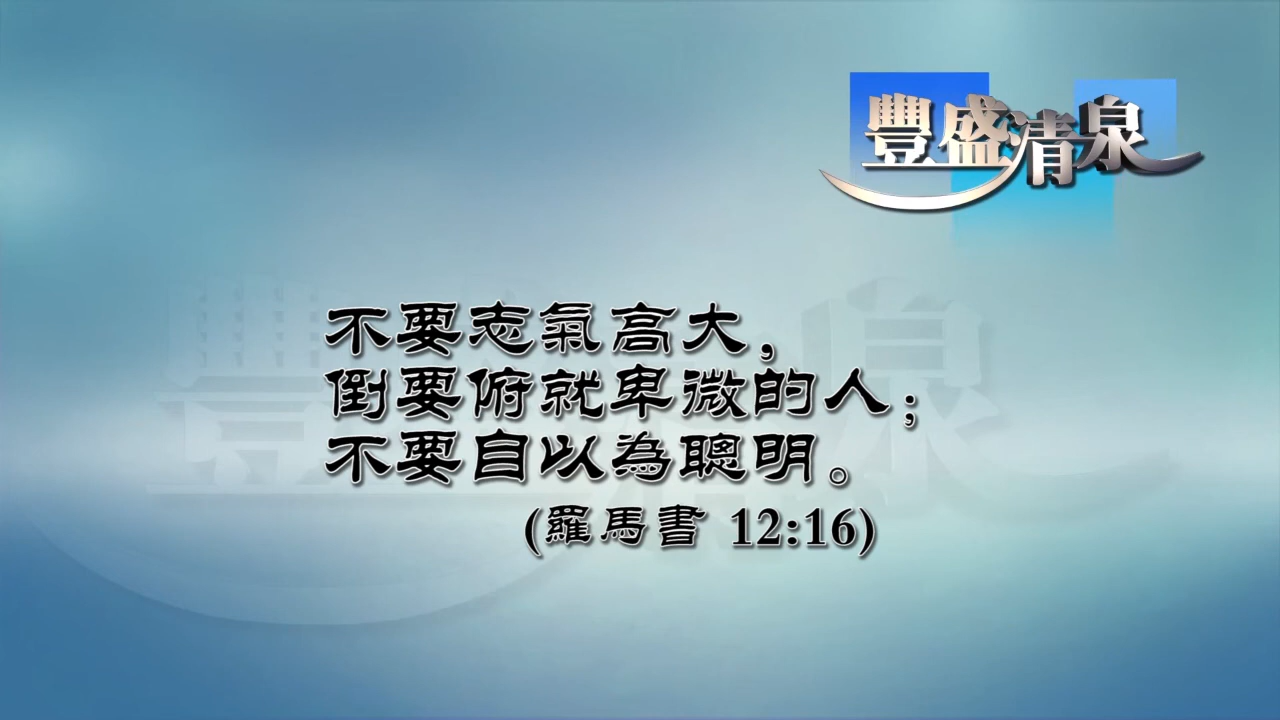 豐盛清泉
不要志氣高大，
倒要俯就卑微的人；
不要自以為聰明。
(羅馬書 12:16)